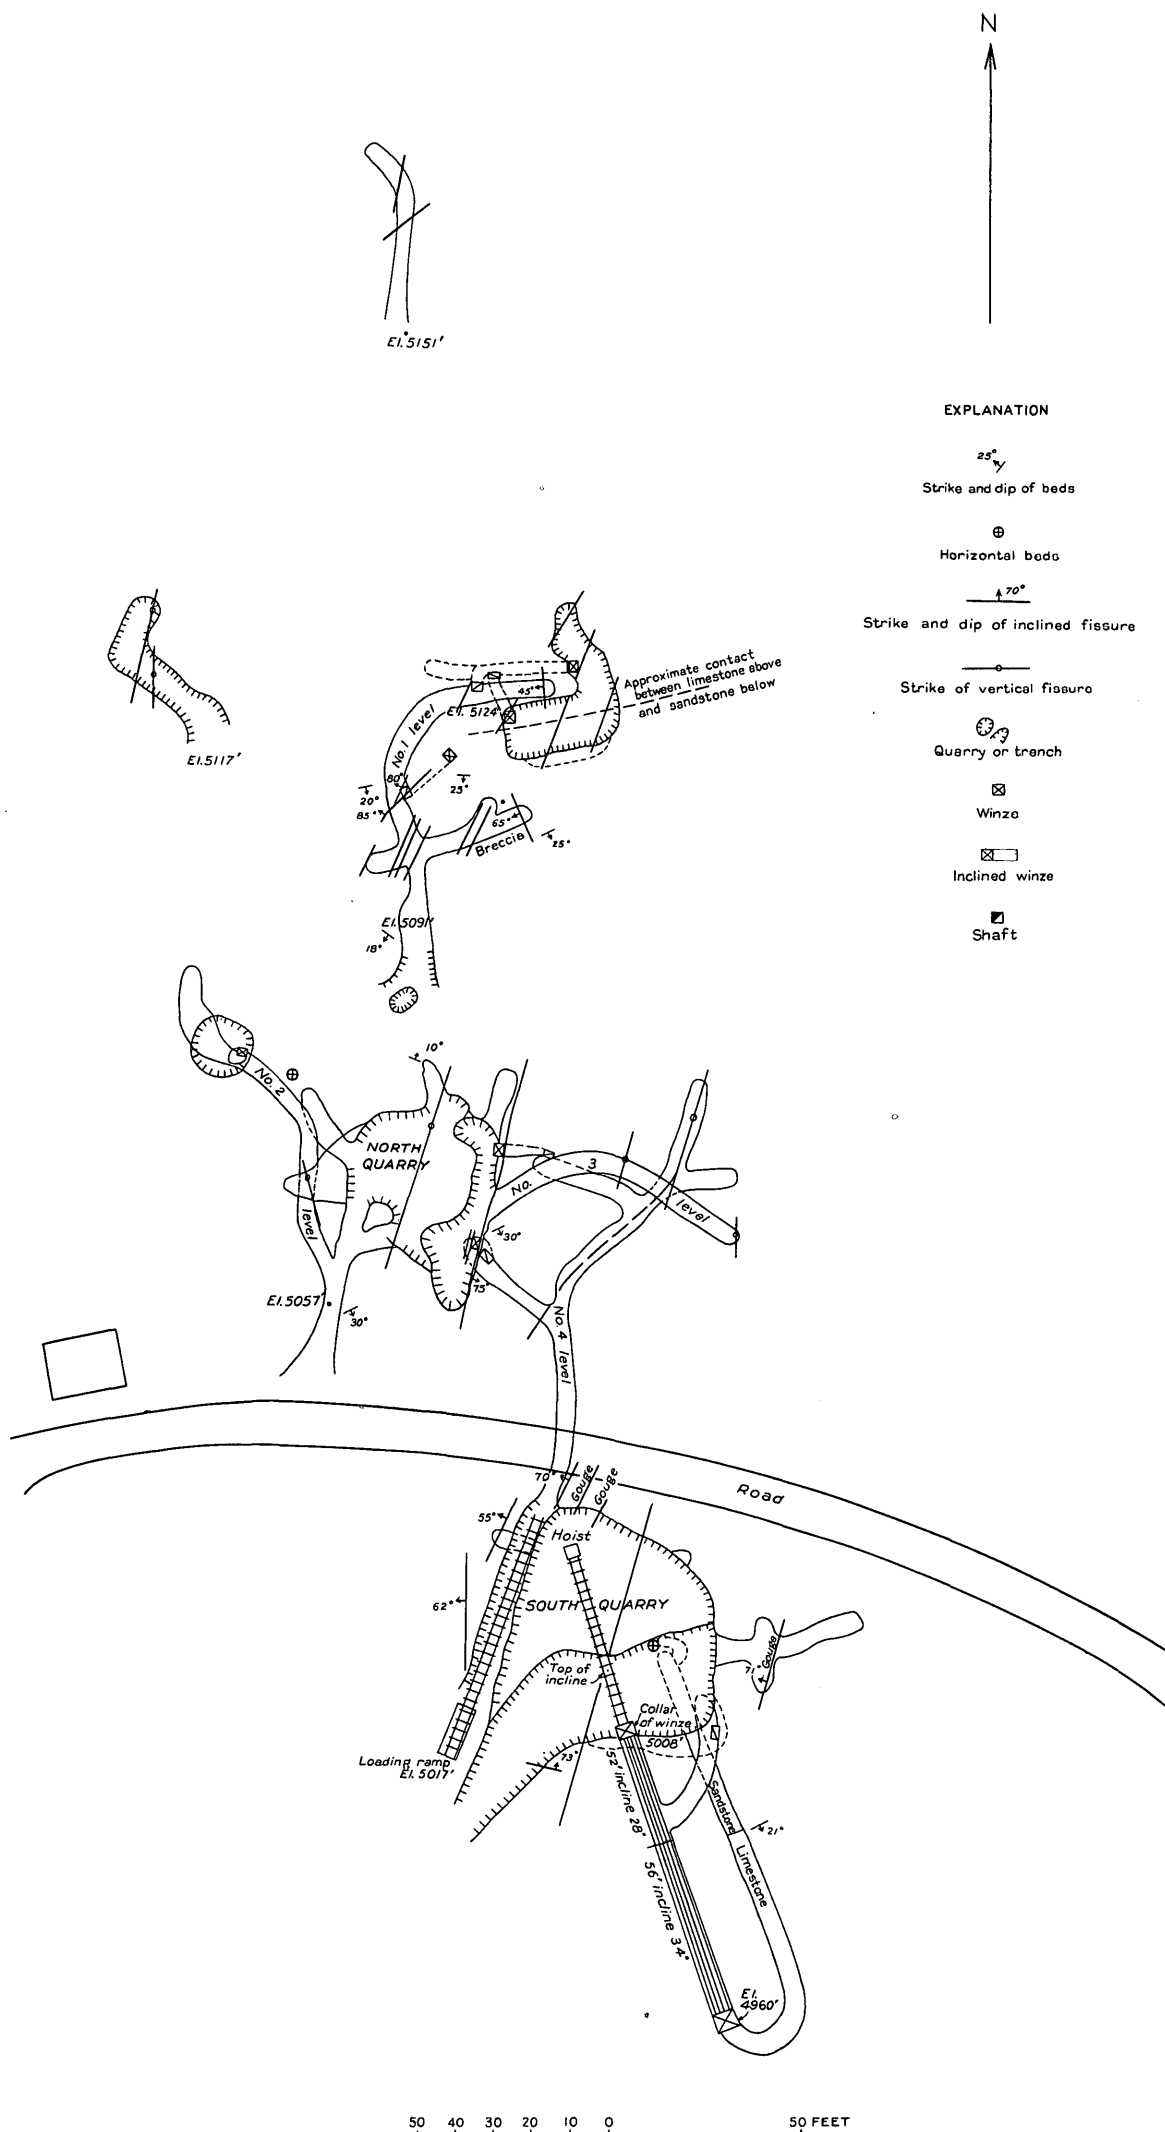 N
El. 5151'
EXPLANATION
25°
Strike and dip of beds
Horizontal beds
70°
Strike and dip of inclined fissure
Strike of vertical fissure
Quarry or trench
Winze
Inclined winze
Shaft
Approximate contact
between limestone above
and sandstone below
45°
El. 5124'
No. 1 level
El. 5117'
80°
20°
85°
25°
65°
Breccia
25°
El. 5091'
18°
10°
No. 2
level
NORTH
QUARRY
No. 3
level
30°
75°
El. 5057'
30°
No. 4 level
70°
Gouge
Gouge
Road
55°
Hoist
62°
SOUTH QUARRY
71°
Gouge
Top of
incline
Collar
of winze
5008'
Loading ramp
El. 5017'
73°
52' incline 28°
Sandstone
21°
Limestone
56' incline 34°
El.
4960'
50 40 30 20 10 0 50 FEET